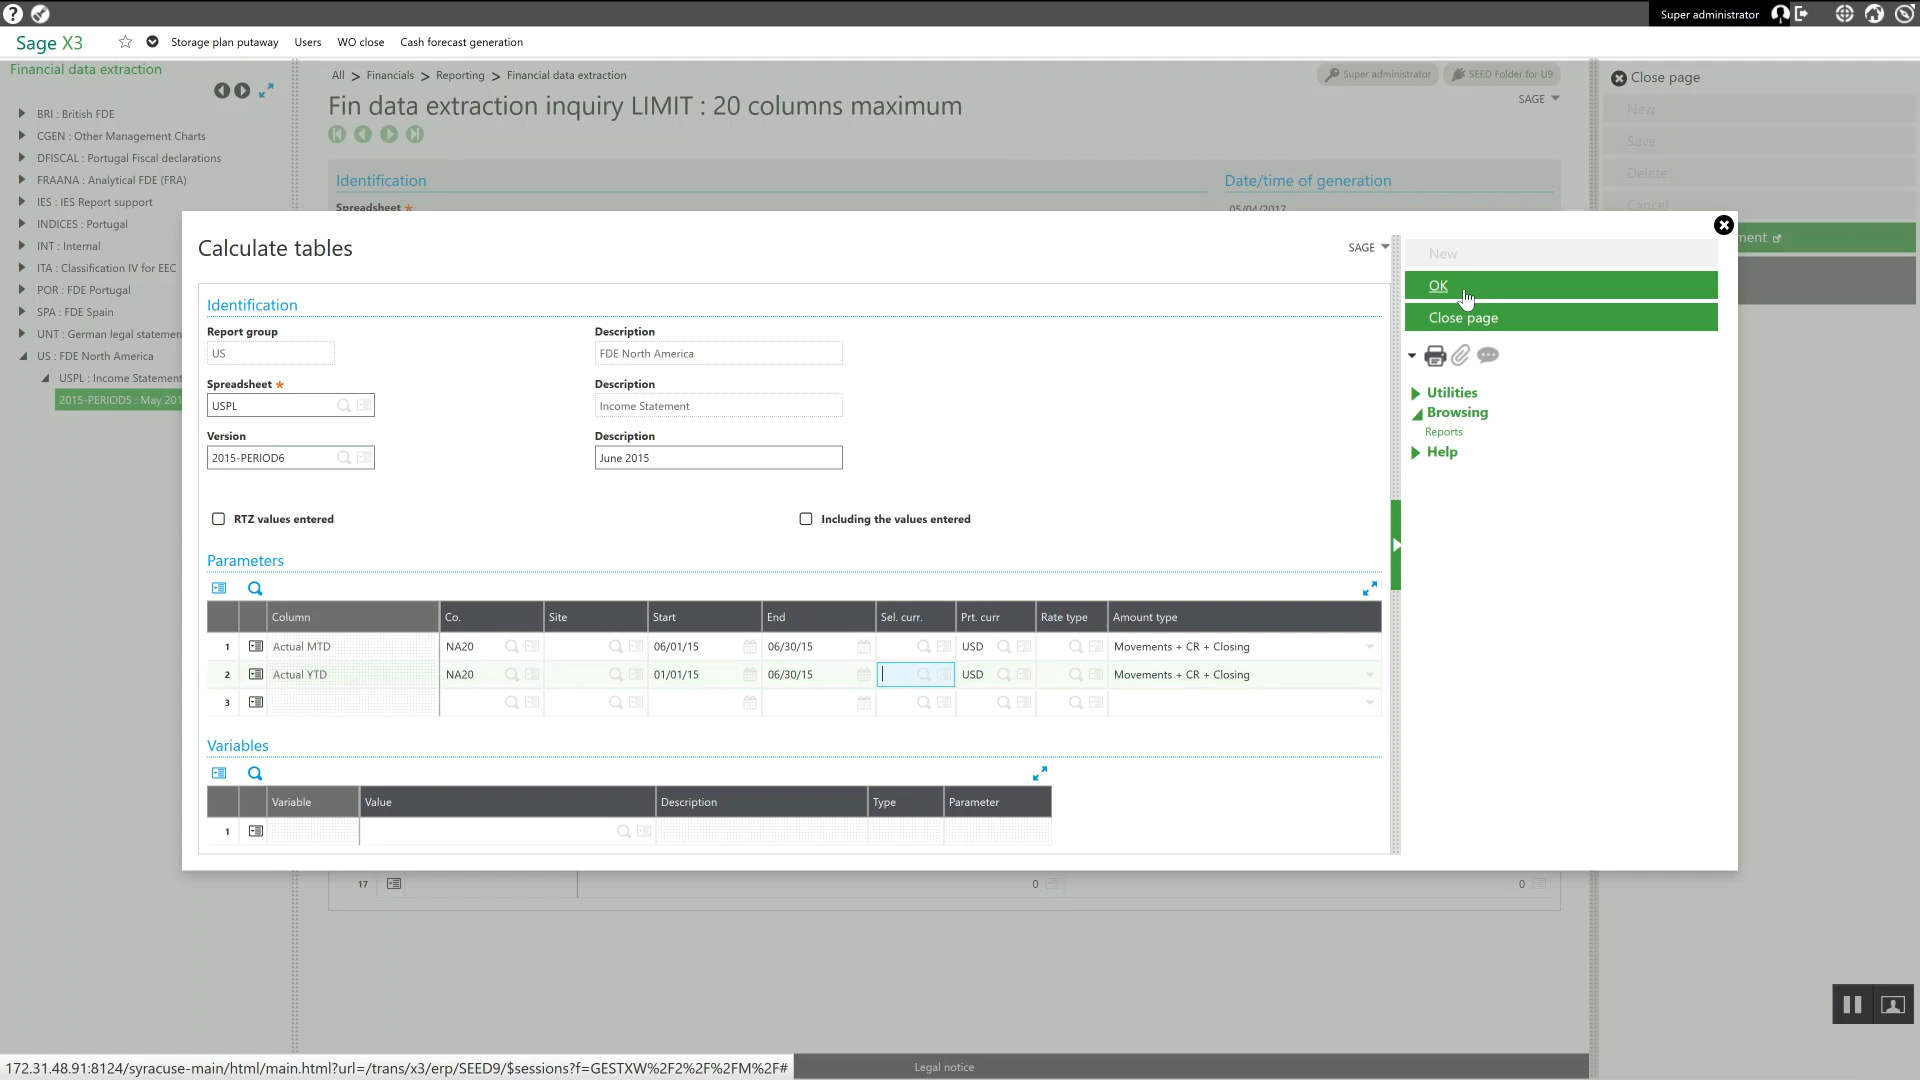 Super administrator
Sage X3
Storage plan putaway
Users
WO close
Cash forecast generation
Financial data extraction
BRI : British FDE
CGEN : Other Management Charts
DFISCAL : Portugal Fiscal declarations
FRAANA : Analytical FDE (FRA)
IES : IES Report support
INDICES : Portugal
INT : Internal
ITA : Classification IV for EEC
POR : FDE Portugal
SPA : FDE Spain
UNT : German legal statemen
US : FDE North America
USPL : Income Statement
2015-PERIOD5 : May 201
All > Financials > Reporting > Financial data extraction
Super administrator
SEED Folder for U9
SAGE
Fin data extraction inquiry LIMIT : 20 columns maximum
Identification
Date/time of generation
Spreadsheet *
05/04/2017
Close page
New
Save
Delete...
Cancel
ment
Calculate tables
SAGE
Identification
Report group
Description
US
FDE North America
Spreadsheet *
Description
USPL
Income Statement
Version
Description
2015-PERIOD6
June 2015
RTZ values entered
Including the values entered
Parameters
Column Co. Site Start End Sel. curr. Prt. curr Rate type Amount type
1 Actual MTD NA20 06/01/15 06/30/15 USD Movements + CR + Closing
2 Actual YTD NA20 01/01/15 06/30/15 USD Movements + CR + Closing
3
Variables
Variable Value Description Type Parameter
1
New
OK
Close page
Utilities
Browsing
Reports
Help
17 0 0
172.31.48.91:8124/syracuse-main/html/main.html?url=/trans/x3/erp/SEED9/$sessions?f=GESTXW%2F2%2F%2FM%2F#
Legal notice